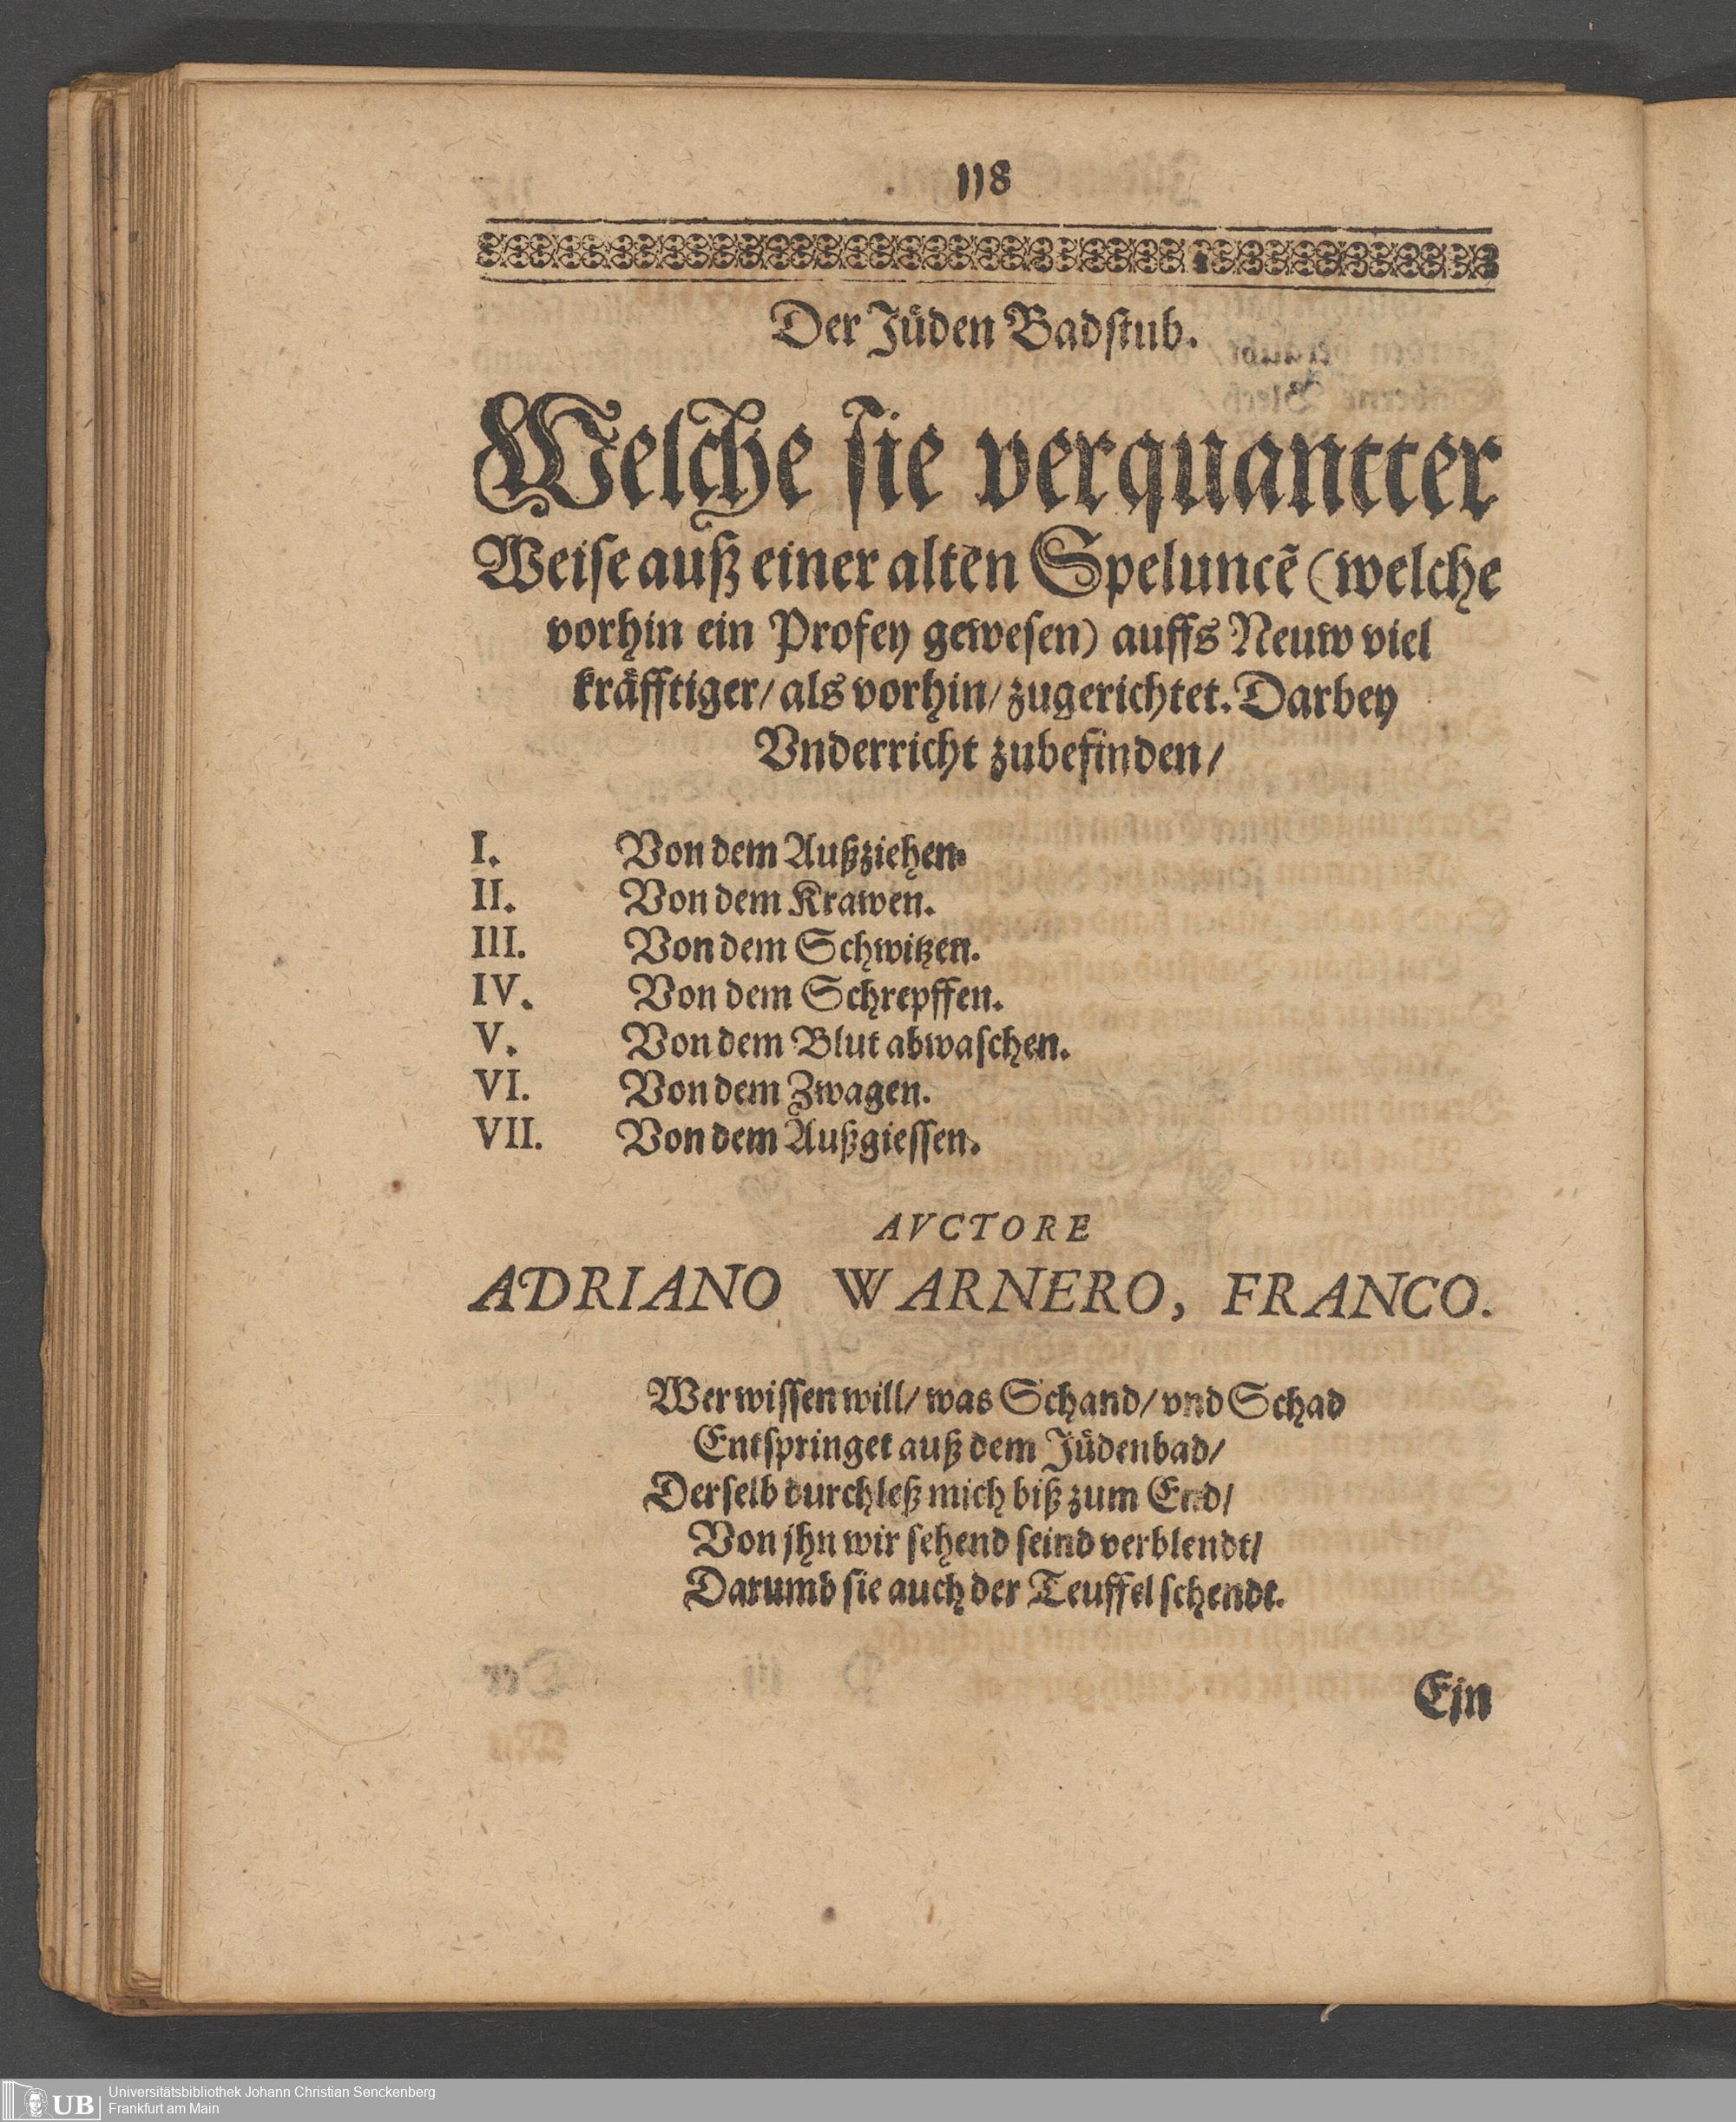 118
Der Jüden Badstub.
Welche sie verquantter
Weise auß einer alten Speluncẽ (welche
vorhin ein Profey gewesen) auffs Neuw viel
kräfftiger/ als vorhin/ zugerichtet. Darbey
Vnderricht zubefinden/
I. Von dem Außziehen.
II. Von dem Krawen.
III. Von dem Schwitzen.
IV. Von dem Schrepffen.
V. Von dem Blut abwaschen.
VI. Von dem Zwagen.
VII. Von dem Außgiessen.
AVCTORE
ADRIANO WARNERO, FRANCO.
Wer wissen will/ was Schand/ vnd Schad
Entspringet auß dem Jüdenbad/
Derselb durchleß mich biß zum End/
Von jhn wir sehend seind verblendt/
Darumb sie auch der Teuffel schendt.
Ein
UB
Universitätsbibliothek Johann Christian Senckenberg
Frankfurt am Main